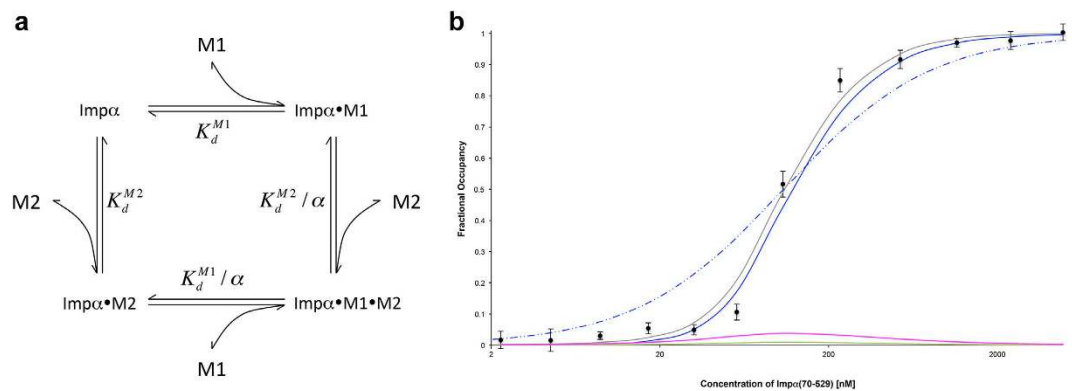 a
M1
Impα
Impα•M1
K_d^{M1}
M2
K_d^{M2}
K_d^{M2}/α
M2
K_d^{M1}/α
Impα•M2
Impα•M1•M2
M1
b
Fractional Occupancy
1
0.9
0.8
0.7
0.6
0.5
0.4
0.3
0.2
0.1
0
2
20
200
2000
Concentration of Impα(70-529) [nM]